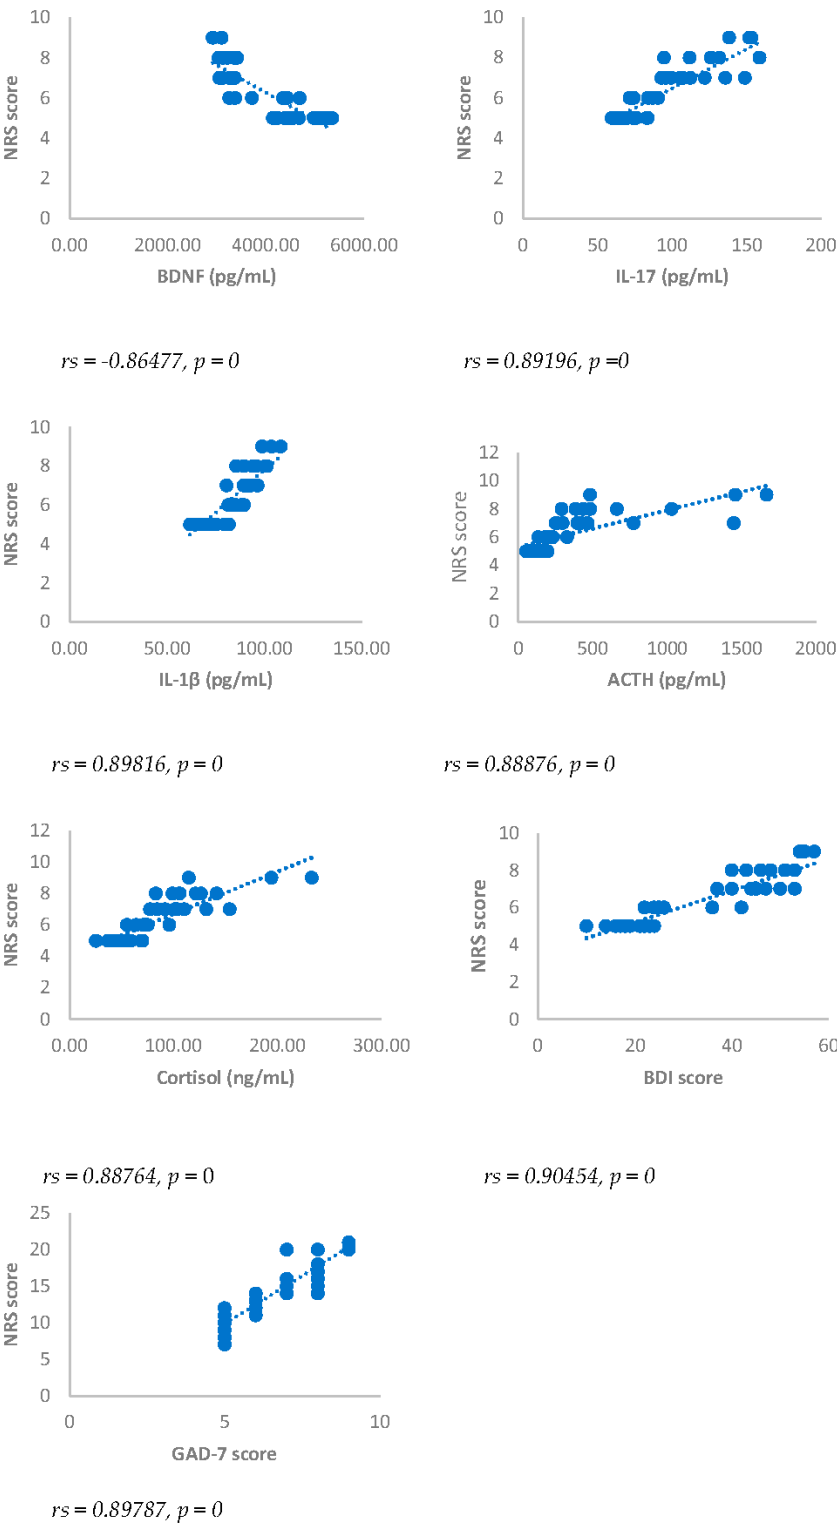 10
8
6
4
2
0
NRS score
0.00 2000.00 4000.00 6000.00
BDNF (pg/mL)
rs = -0.86477, p = 0
10
8
6
4
2
0
NRS score
0 50 100 150 200
IL-17 (pg/mL)
rs = 0.89196, p =0
10
8
6
4
2
0
NRS score
0.00 50.00 100.00 150.00
IL-1β (pg/mL)
rs = 0.89816, p = 0
12
10
8
6
4
2
0
NRS score
0 500 1000 1500 2000
ACTH (pg/mL)
rs = 0.88876, p = 0
12
10
8
6
4
2
0
NRS score
0.00 100.00 200.00 300.00
Cortisol (ng/mL)
rs = 0.88764, p = 0
10
8
6
4
2
0
NRS score
0 20 40 60
BDI score
rs = 0.90454, p = 0
25
20
15
10
5
0
NRS score
0 5 10
GAD-7 score
rs = 0.89787, p = 0